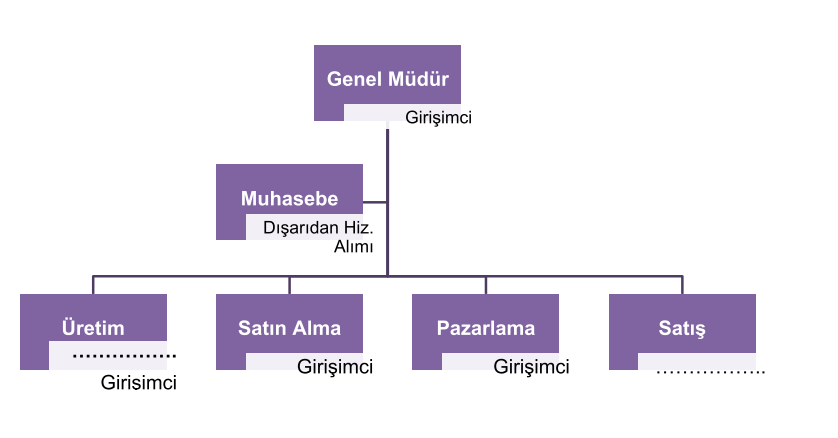 Genel Müdür
Girişimci
Muhasebe
Dışarıdan Hiz.
Alımı
Üretim
................
Girisimci
Satın Alma
Girişimci
Pazarlama
Girişimci
Satış
.................